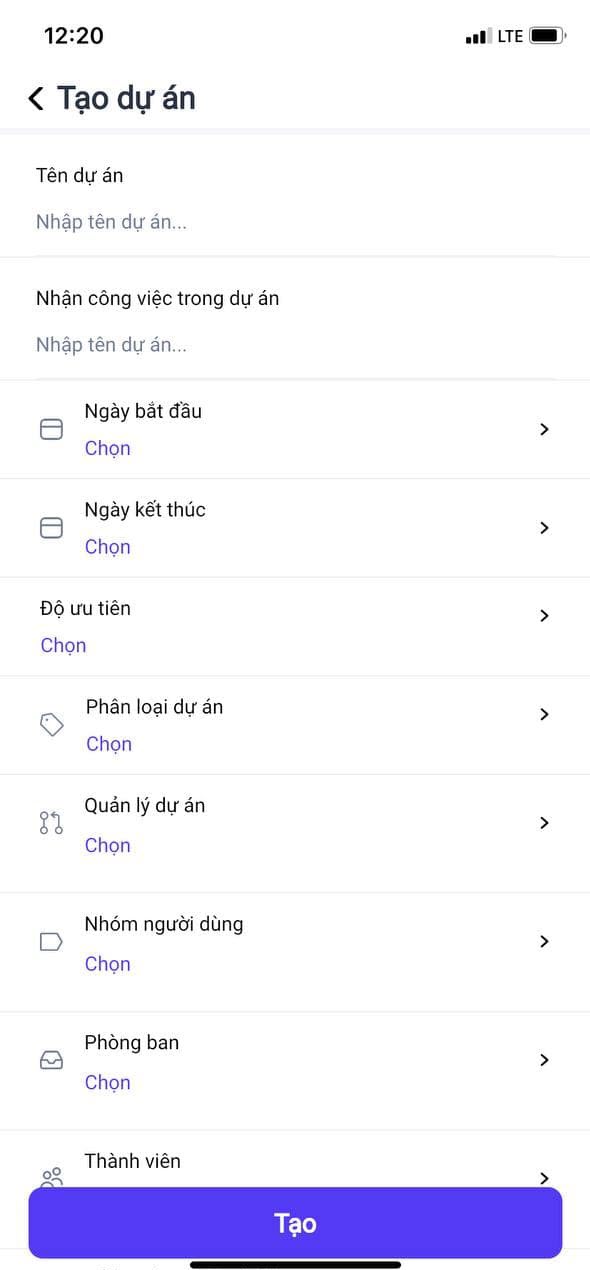 12:20
LTE
Tạo dự án
Tên dự án
Nhập tên dự án...
Nhận công việc trong dự án
Nhập tên dự án...
Ngày bắt đầu
Chọn
Ngày kết thúc
Chọn
Độ ưu tiên
Chọn
Phân loại dự án
Chọn
Quản lý dự án
Chọn
Nhóm người dùng
Chọn
Phòng ban
Chọn
Thành viên
Tạo